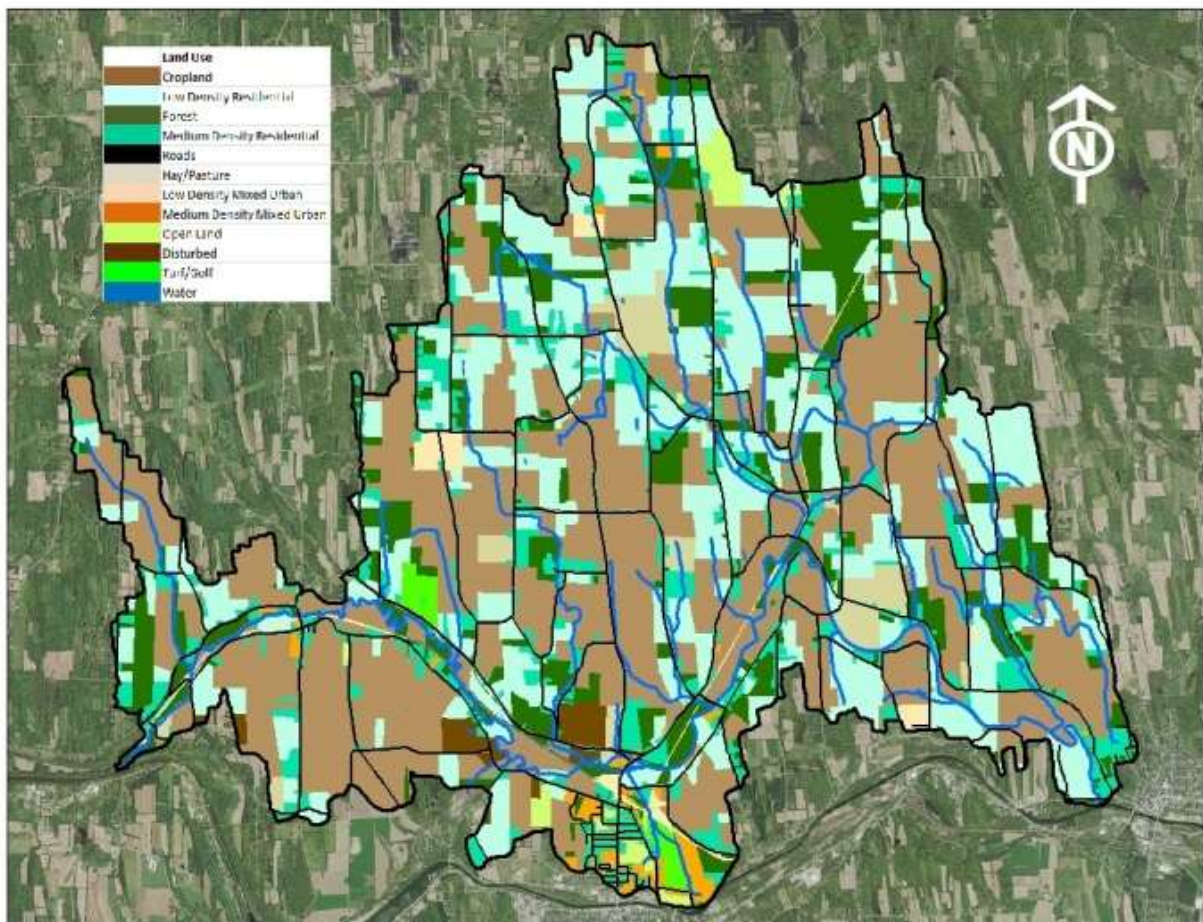 Land Use
Cropland
Low Density Residential
Forest
Medium Density Residential
Roads
Hay/Pasture
Low Density Mixed Urban
Medium Density Mixed Urban
Open Land
Disturbed
Turf/Golf
Water
N